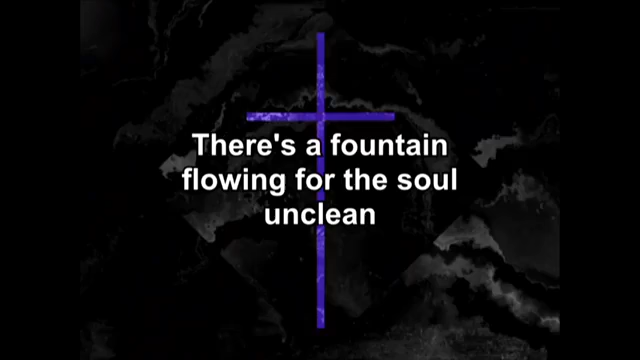 There's a fountain
flowing for the soul
unclean